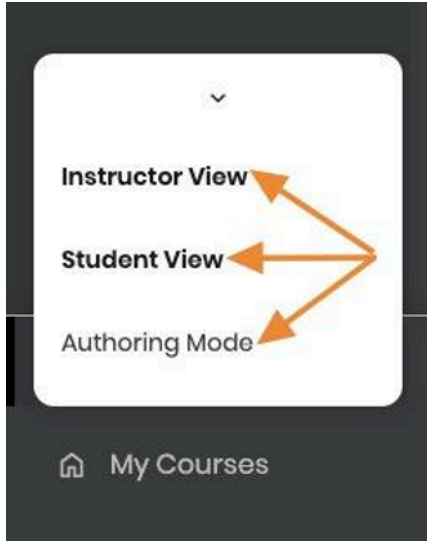 Instructor View
Student View
Authoring Mode
My Courses